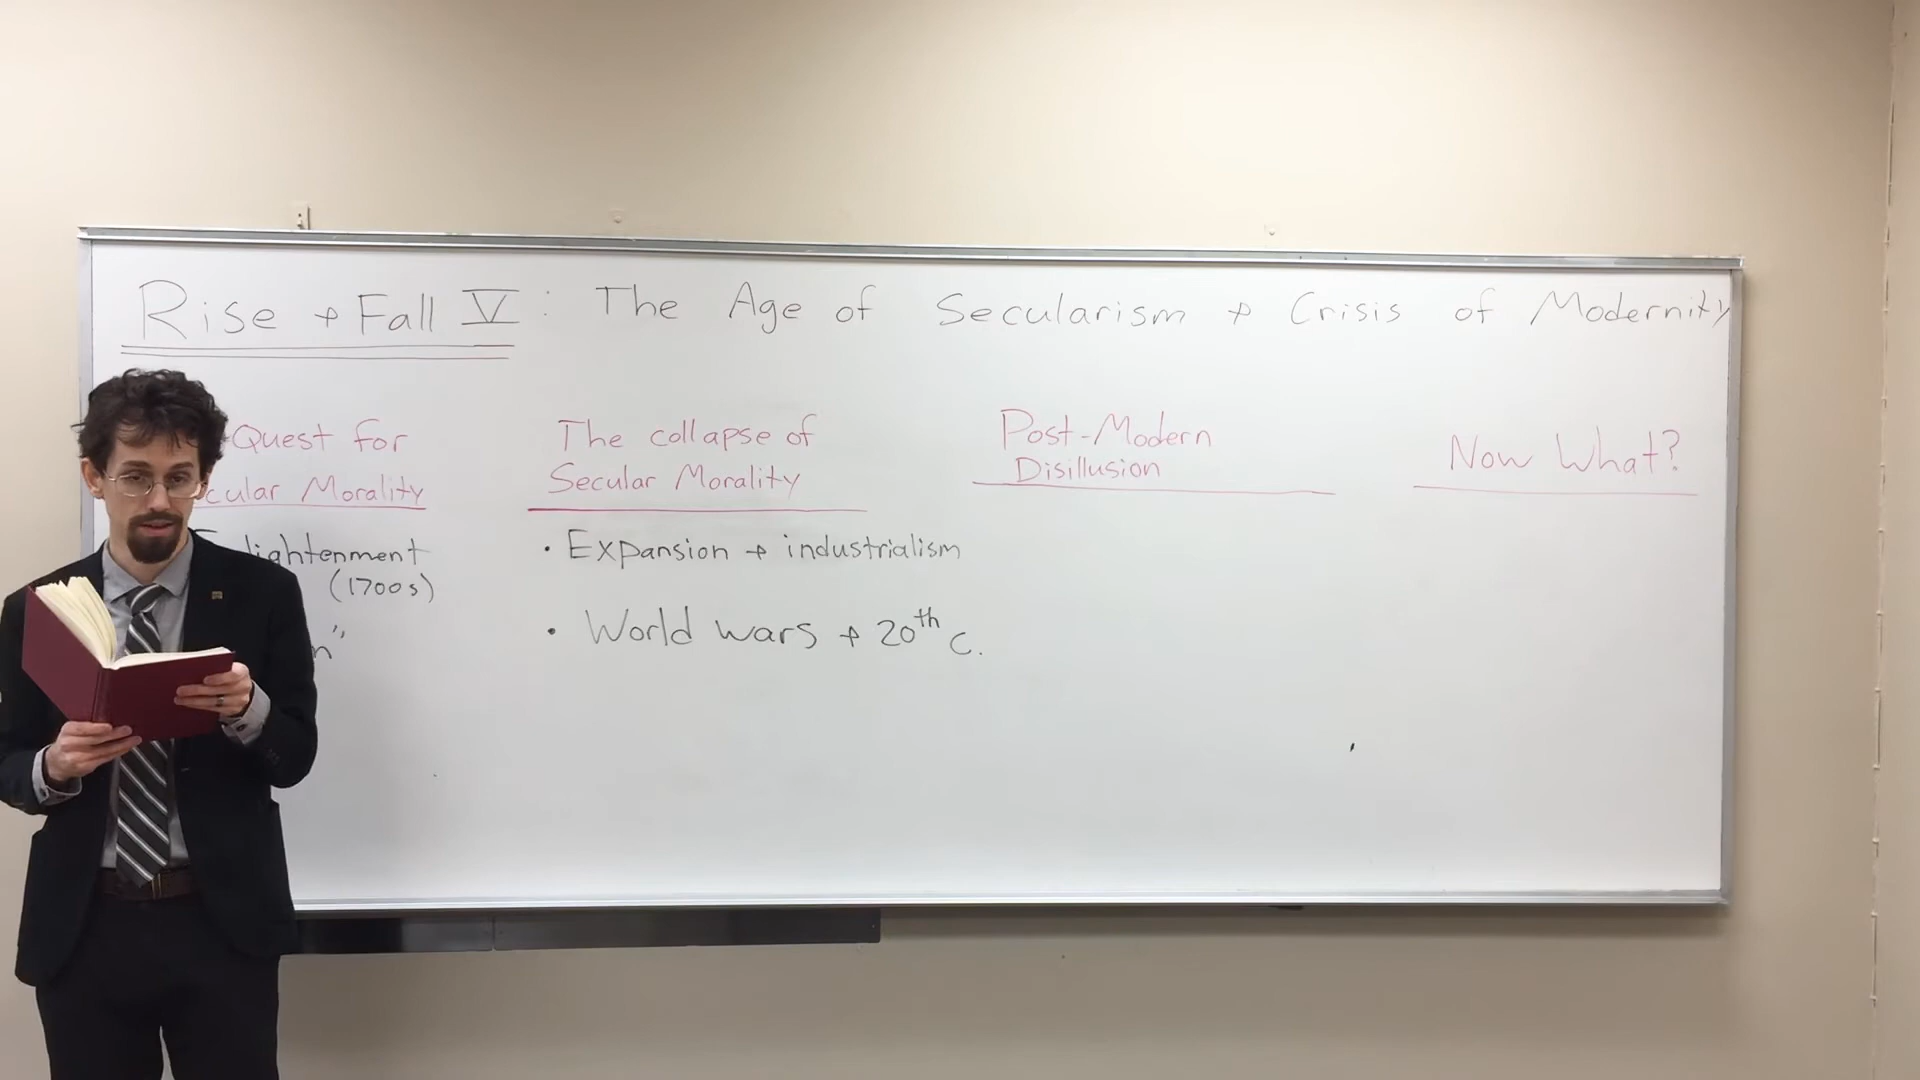 Rise + Fall V : The Age of Secularism + Crisis of Modernity
Quest for
cular Morality
lightenment
(1700s)
The collapse of
Secular Morality
• Expansion + industrialism
• World wars + 20th c.
Post-Modern
Disillusion
Now What?